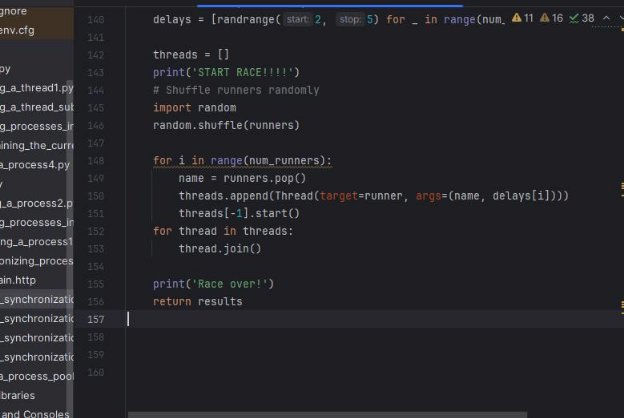 gnore
env.cfg
py
g_a_thread1.py
g_a_thread_sub
g_processes_in
ining_the_curre
a_process4.py
y
ng_a_process2.p
g_processes_in
ng_a_process1
onizing_proces
ain.http
_synchronizatio
_synchronizatio
_synchronizatio
_synchronizatic
a_process_pool
ibraries
and Consoles
140 delays = [randrange( start: 2, stop: 5) for _ in range(num_ 11 16 38
141
142 threads = []
143 print('START RACE!!!!')
144 # Shuffle runners randomly
145 import random
146 random.shuffle(runners)
147
148 for i in range(num_runners):
149 name = runners.pop()
150 threads.append(Thread(target=runner, args=(name, delays[i])))
151 threads[-1].start()
152 for thread in threads:
153 thread.join()
154
155 print('Race over!')
156 return results
157
158
159
160